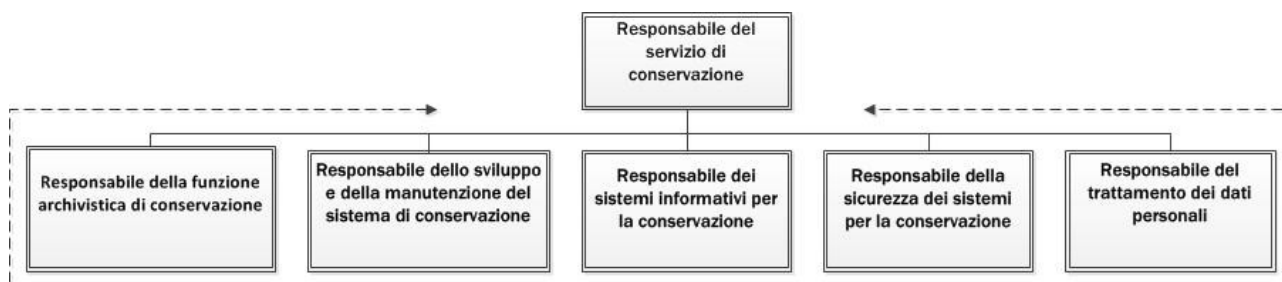 Responsabile del
servizio di
conservazione
Responsabile della funzione
archivistica di conservazione
Responsabile dello sviluppo
e della manutenzione del
sistema di conservazione
Responsabile dei
sistemi informativi per
la conservazione
Responsabile della
sicurezza dei sistemi
per la conservazione
Responsabile del
trattamento dei dati
personali